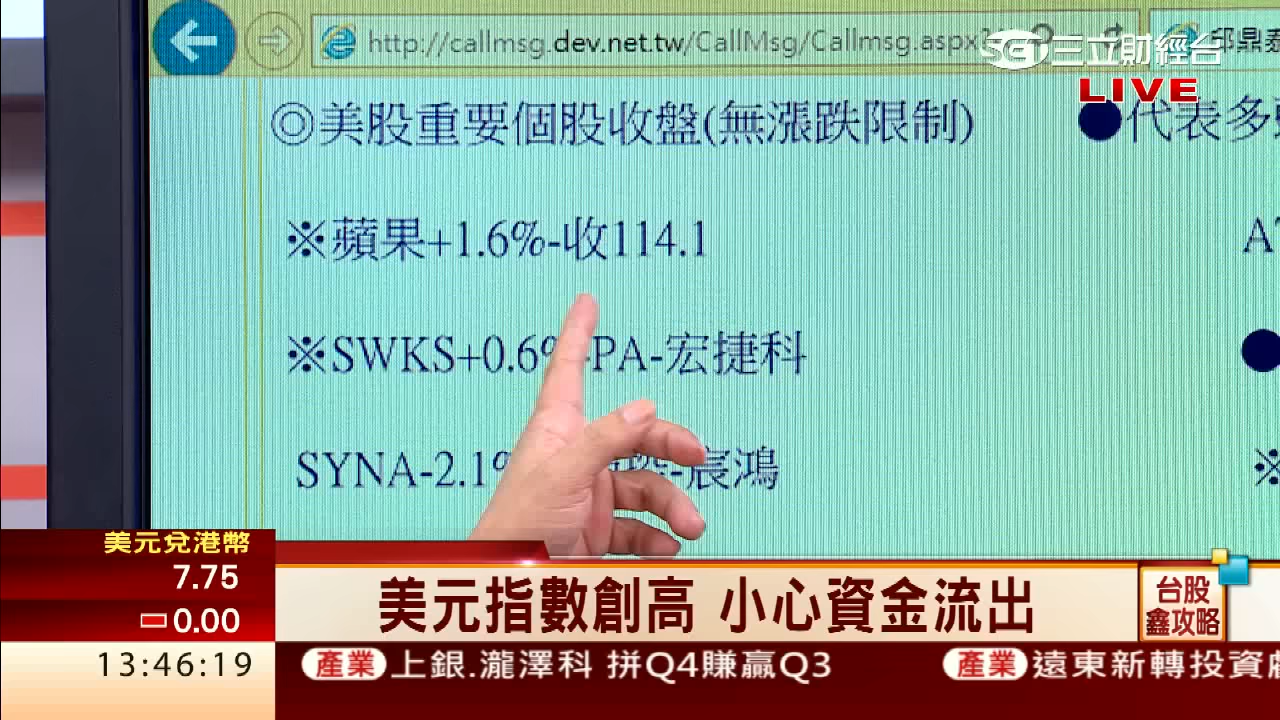 http://callmsg.dev.net.tw/CallMsg/Callmsg.aspx
三立財經台
邱鼎泰
LIVE
◎美股重要個股收盤(無漲跌限制)
●代表多
※蘋果+1.6%-收114.1
※SWKS+0.6% PA-宏捷科
SYNA-2.1% -宸鴻
※
美元兌港幣
7.75
0.00
13:46:19
美元指數創高 小心資金流出
台股
鑫攻略
產業 上銀.瀧澤科 拼Q4賺贏Q3
產業 遠東新轉投資